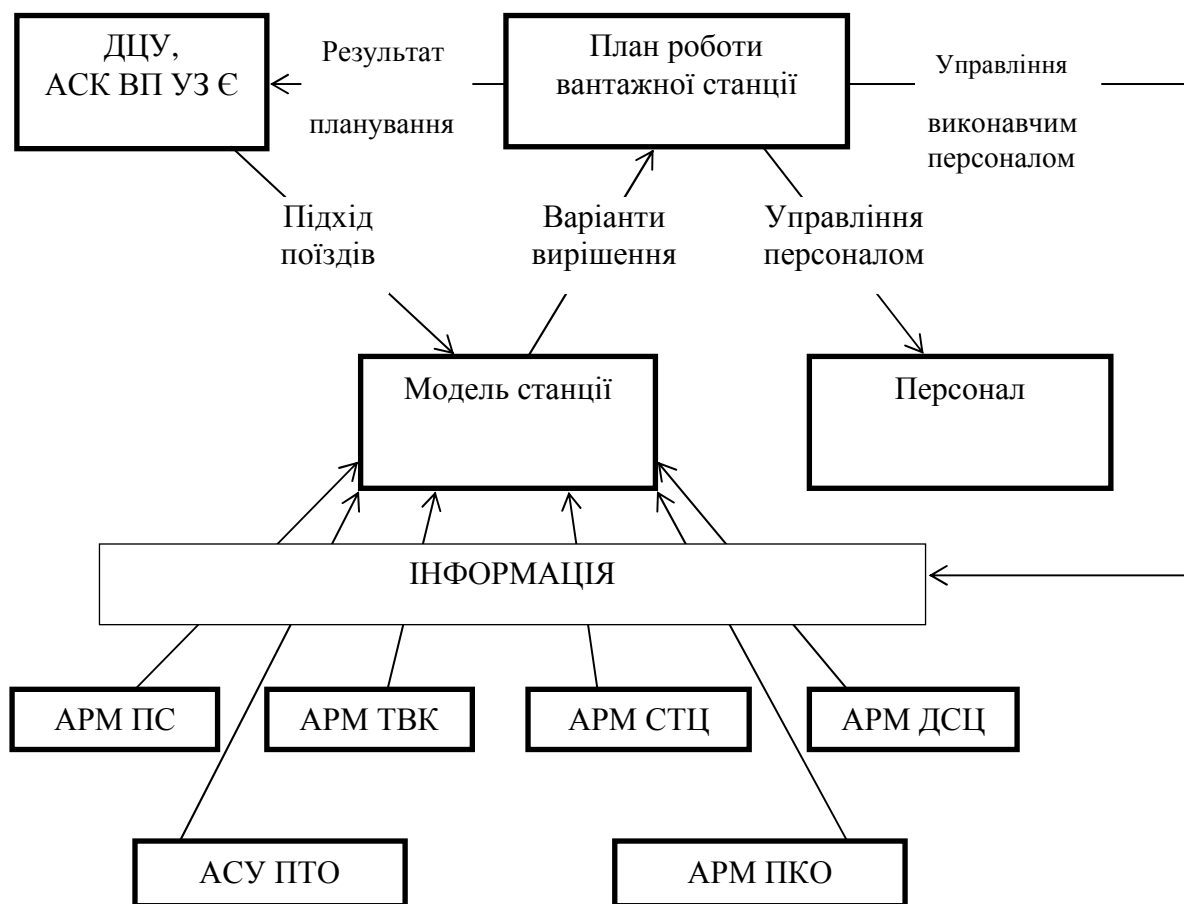 ДЦУ,
АСК ВП УЗ Є
Результат
планування
План роботи
вантажної станції
Управління
виконавчим
персоналом
Підхід
поїздів
Варіанти
вирішення
Управління
персоналом
Модель станції
Персонал
ІНФОРМАЦІЯ
АРМ ПС
АРМ ТВК
АРМ СТЦ
АРМ ДСЦ
АСУ ПТО
АРМ ПКО